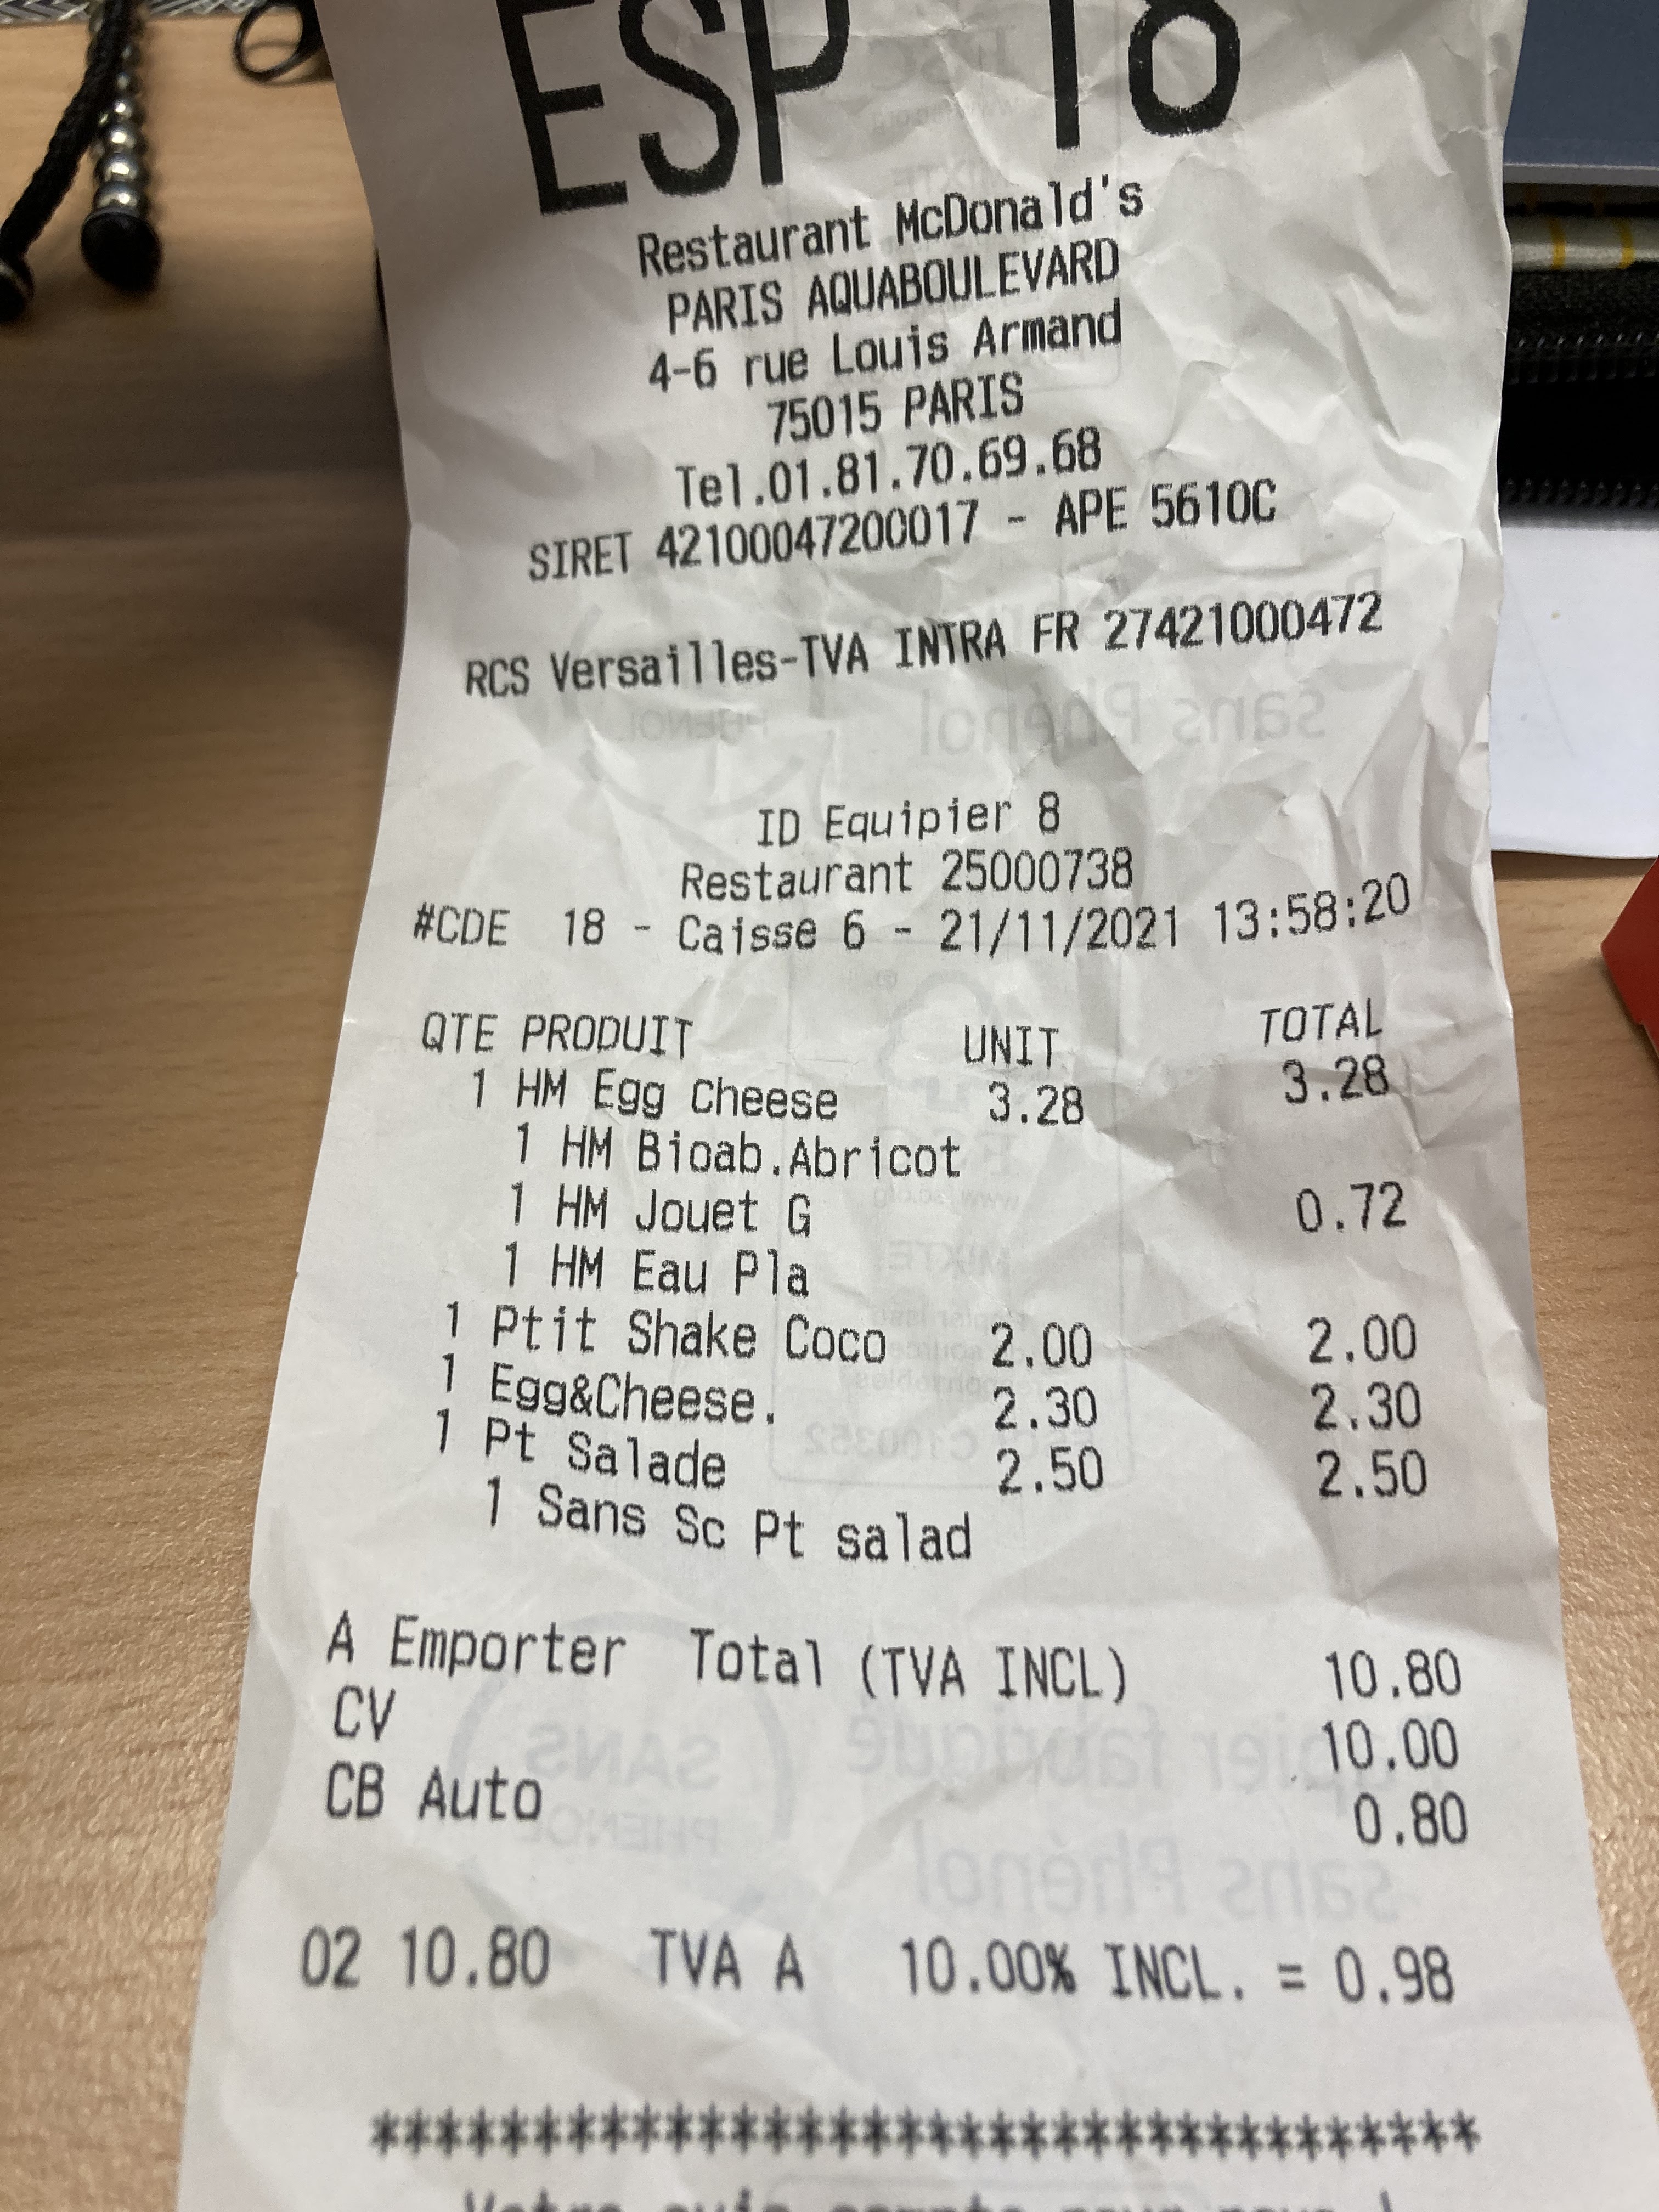 ESP 18
Restaurant McDonald's
PARIS AQUABOULEVARD
4-6 rue Louis Armand
75015 PARIS
Tel.01.81.70.69.68
SIRET 42100047200017 - APE 5610C
RCS Versailles-TVA INTRA FR 27421000472
ID Equipier 8
Restaurant 25000738
#CDE 18 - Caisse 6 - 21/11/2021 13:58:20
QTE PRODUIT UNIT TOTAL
1 HM Egg Cheese 3.28 3.28
1 HM Bioab.Abricot
1 HM Jouet G 0.72
1 HM Eau Pla
1 Ptit Shake Coco 2.00 2.00
1 Egg&Cheese. 2.30 2.30
1 Pt Salade 2.50 2.50
1 Sans Sc Pt salad
A Emporter Total (TVA INCL) 10.80
CV 10.00
CB Auto 0.80
02 10.80 TVA A 10.00% INCL. = 0.98
**********************************